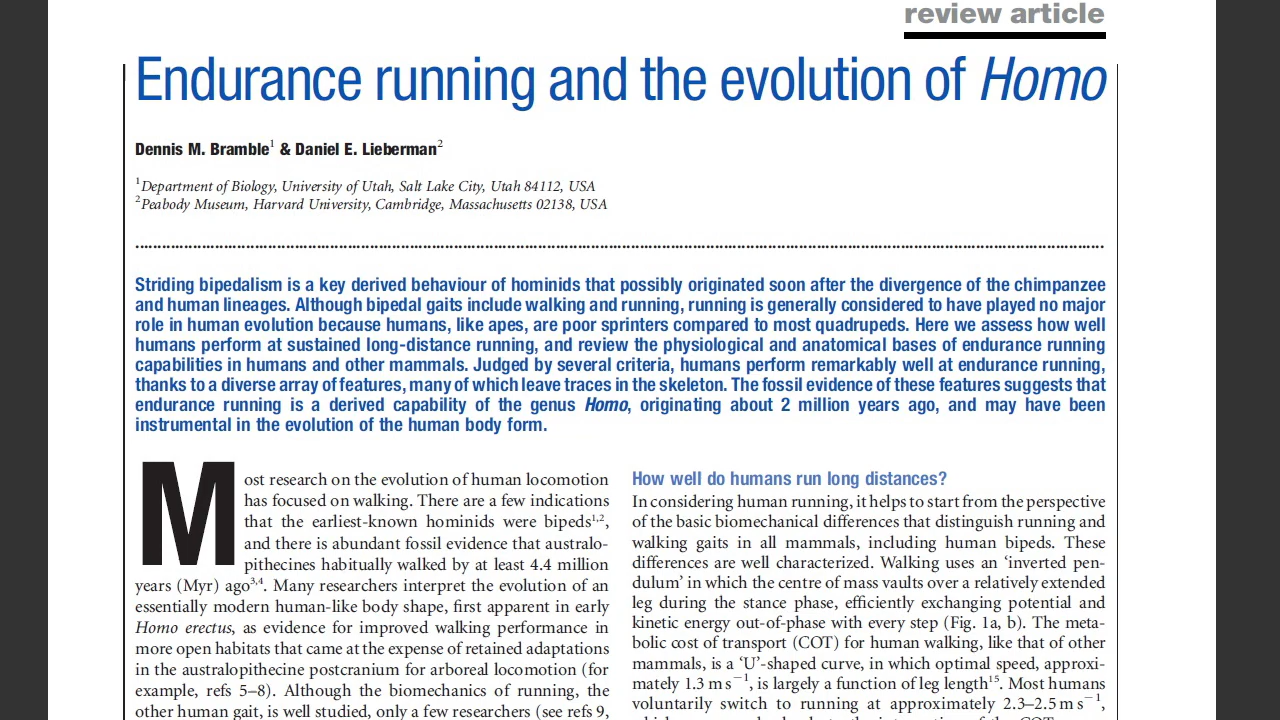 review article
Endurance running and the evolution of Homo
Dennis M. Bramble¹ & Daniel E. Lieberman²
¹Department of Biology, University of Utah, Salt Lake City, Utah 84112, USA
²Peabody Museum, Harvard University, Cambridge, Massachusetts 02138, USA
Striding bipedalism is a key derived behaviour of hominids that possibly originated soon after the divergence of the chimpanzee
and human lineages. Although bipedal gaits include walking and running, running is generally considered to have played no major
role in human evolution because humans, like apes, are poor sprinters compared to most quadrupeds. Here we assess how well
humans perform at sustained long-distance running, and review the physiological and anatomical bases of endurance running
capabilities in humans and other mammals. Judged by several criteria, humans perform remarkably well at endurance running,
thanks to a diverse array of features, many of which leave traces in the skeleton. The fossil evidence of these features suggests that
endurance running is a derived capability of the genus Homo, originating about 2 million years ago, and may have been
instrumental in the evolution of the human body form.
Most research on the evolution of human locomotion
has focused on walking. There are a few indications
that the earliest-known hominids were bipeds¹,²,
and there is abundant fossil evidence that australo-
pithecines habitually walked by at least 4.4 million
years (Myr) ago³,⁴. Many researchers interpret the evolution of an
essentially modern human-like body shape, first apparent in early
Homo erectus, as evidence for improved walking performance in
more open habitats that came at the expense of retained adaptations
in the australopithecine postcranium for arboreal locomotion (for
example, refs 5–8). Although the biomechanics of running, the
other human gait, is well studied, only a few researchers (see refs 9,
How well do humans run long distances?
In considering human running, it helps to start from the perspective
of the basic biomechanical differences that distinguish running and
walking gaits in all mammals, including human bipeds. These
differences are well characterized. Walking uses an ‘inverted pen-
dulum’ in which the centre of mass vaults over a relatively extended
leg during the stance phase, efficiently exchanging potential and
kinetic energy out-of-phase with every step (Fig. 1a, b). The meta-
bolic cost of transport (COT) for human walking, like that of other
mammals, is a ‘U’-shaped curve, in which optimal speed, approxi-
mately 1.3 m s⁻¹, is largely a function of leg length¹⁵. Most humans
voluntarily switch to running at approximately 2.3–2.5 m s⁻¹,